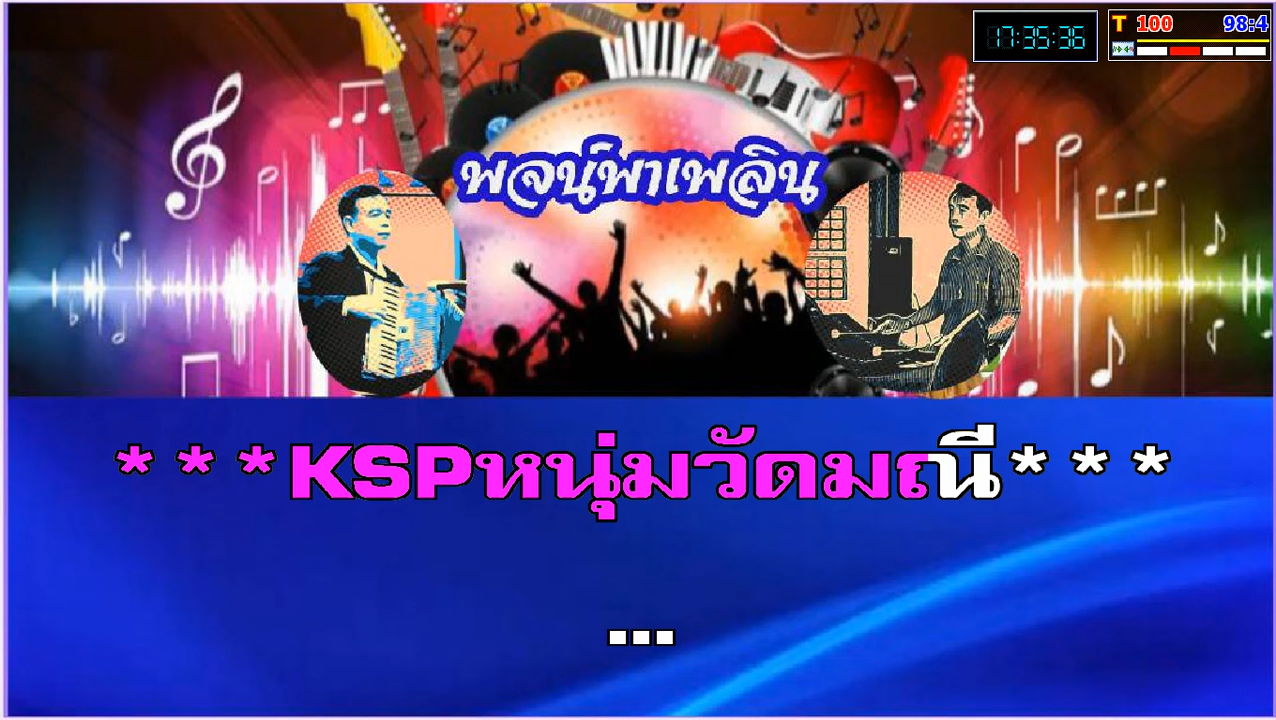 17:35:36
T 100 98:4
พจน์พาเพลิน
* * * KSPหนุ่มวัดมณี* * *
...